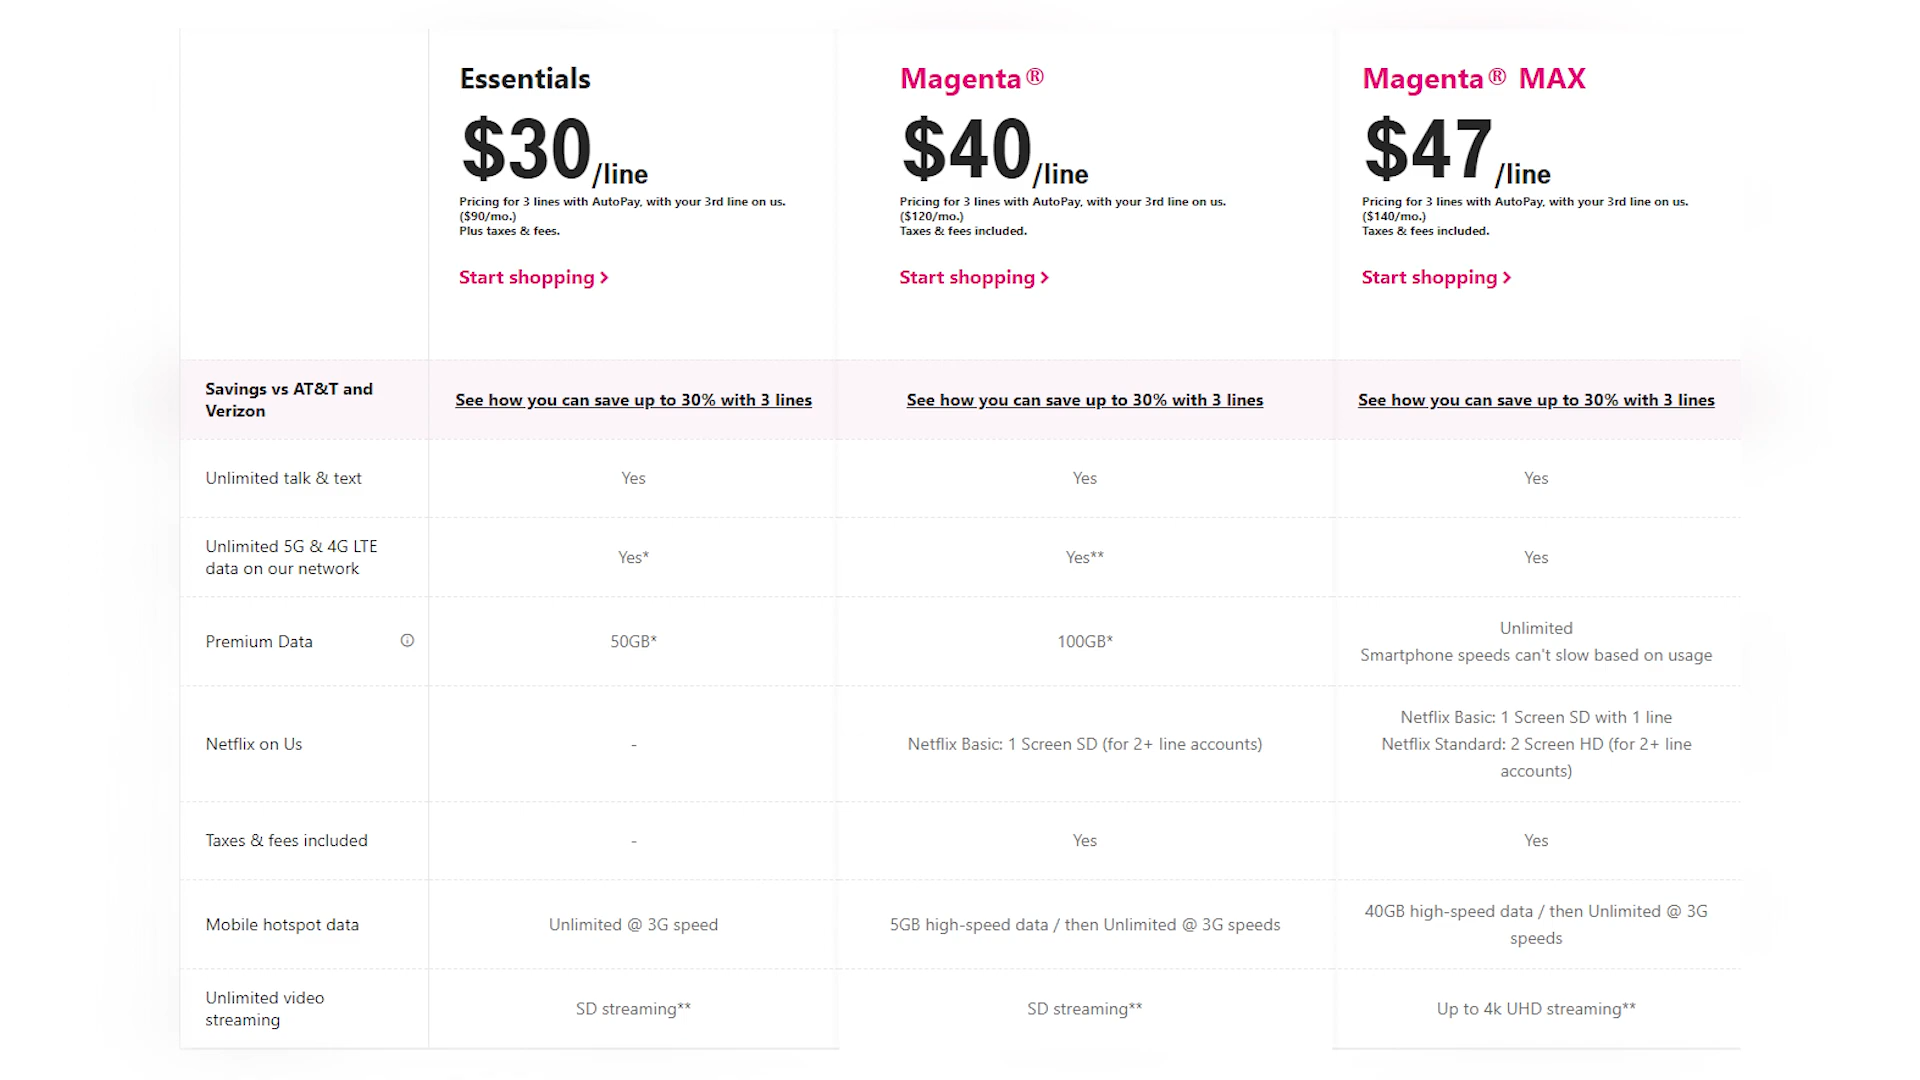 Essentials
$30/line
Pricing for 3 lines with AutoPay, with your 3rd line on us.
($90/mo.)
Plus taxes & fees.
Start shopping >
Magenta®
$40/line
Pricing for 3 lines with AutoPay, with your 3rd line on us.
($120/mo.)
Taxes & fees included.
Start shopping >
Magenta® MAX
$47/line
Pricing for 3 lines with AutoPay, with your 3rd line on us.
($140/mo.)
Taxes & fees included.
Start shopping >
Savings vs AT&T and
Verizon
See how you can save up to 30% with 3 lines
See how you can save up to 30% with 3 lines
See how you can save up to 30% with 3 lines
Unlimited talk & text
Yes
Yes
Yes
Unlimited 5G & 4G LTE
data on our network
Yes*
Yes**
Yes
Premium Data
50GB*
100GB*
Unlimited
Smartphone speeds can't slow based on usage
Netflix on Us
-
Netflix Basic: 1 Screen SD (for 2+ line accounts)
Netflix Basic: 1 Screen SD with 1 line
Netflix Standard: 2 Screen HD (for 2+ line
accounts)
Taxes & fees included
-
Yes
Yes
Mobile hotspot data
Unlimited @ 3G speed
5GB high-speed data / then Unlimited @ 3G speeds
40GB high-speed data / then Unlimited @ 3G
speeds
Unlimited video
streaming
SD streaming**
SD streaming**
Up to 4k UHD streaming**